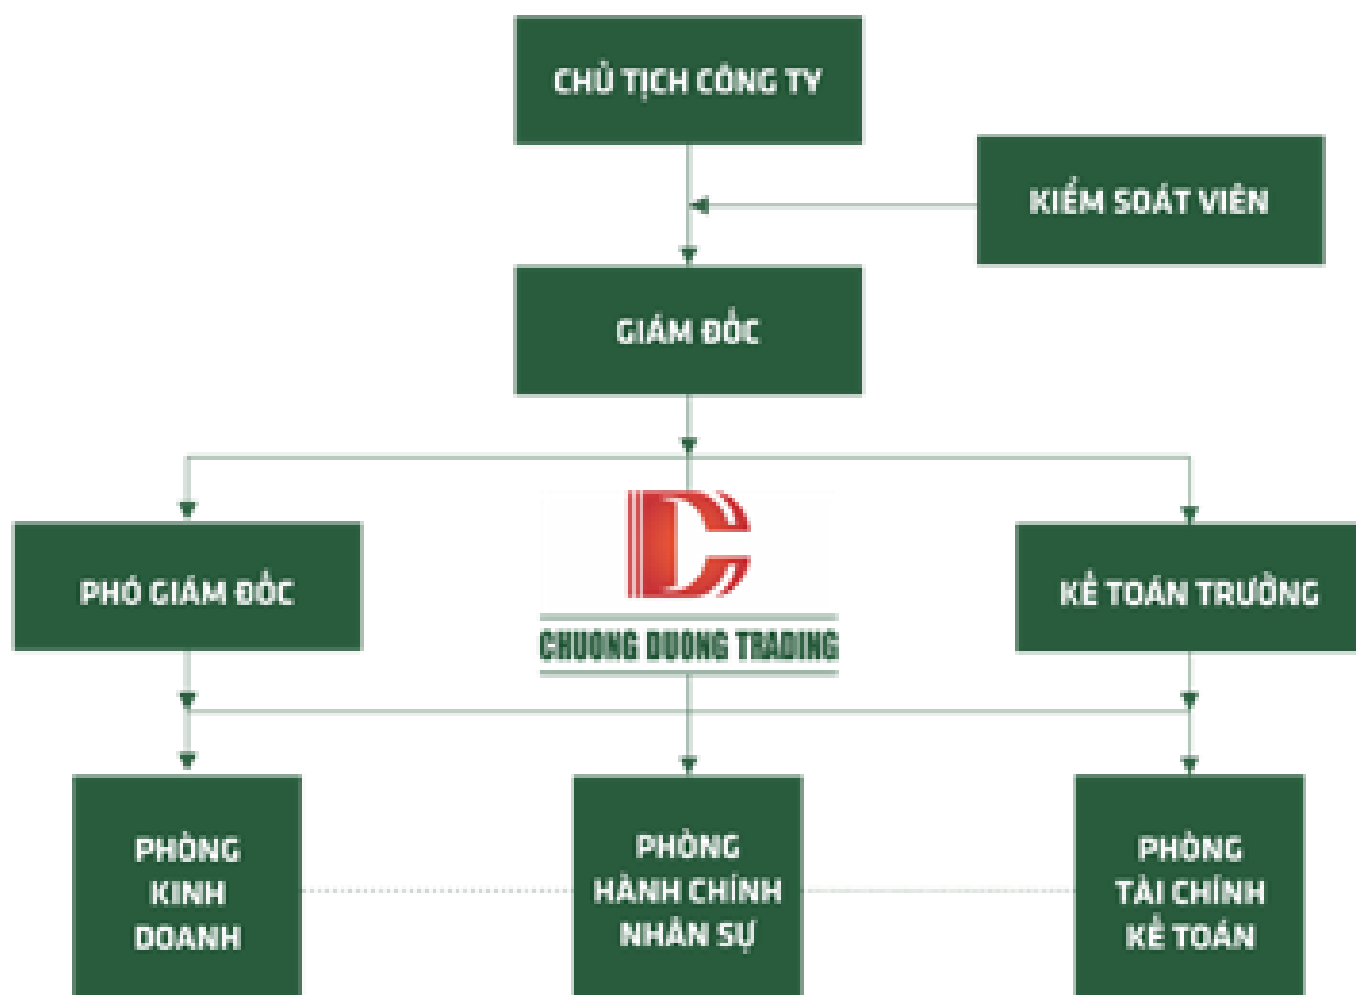 CHỦ TỊCH CÔNG TY
KIỂM SOÁT VIÊN
GIÁM ĐỐC
PHÓ GIÁM ĐỐC
KẾ TOÁN TRƯỞNG
CHUONG DUONG TRADING
PHÒNG
KINH
DOANH
PHÒNG
HÀNH CHÍNH
NHÂN SỰ
PHÒNG
TÀI CHÍNH
KẾ TOÁN